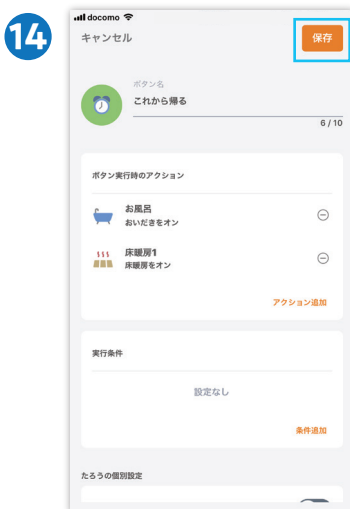 14
docomo
キャンセル
保存
ボタン名
これから帰る
6 / 10
ボタン実行時のアクション
お風呂
おいだきをオン
床暖房1
床暖房をオン
アクション追加
実行条件
設定なし
条件追加
たろうの個別設定